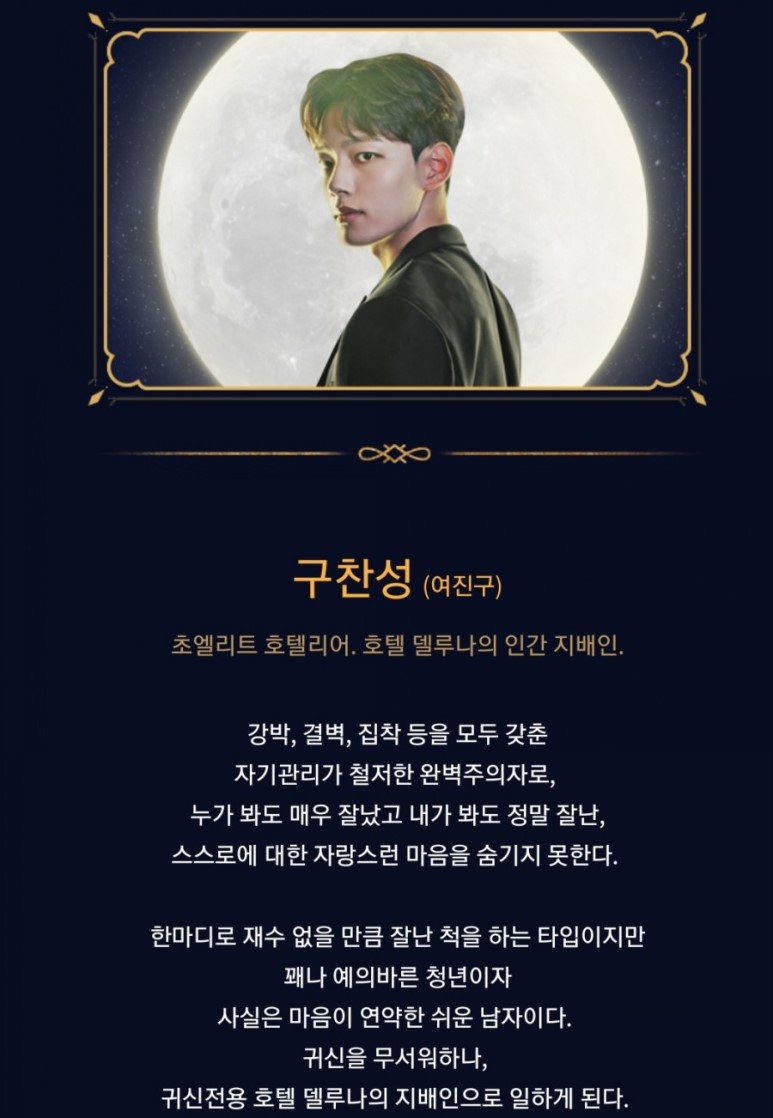 구찬성 (여진구)
초엘리트 호텔리어. 호텔 델루나의 인간 지배인.
강박, 결벽, 집착 등을 모두 갖춘
자기관리가 철저한 완벽주의자로,
누가 봐도 매우 잘났고 내가 봐도 정말 잘난,
스스로에 대한 자랑스런 마음을 숨기지 못한다.
한마디로 재수 없을 만큼 잘난 척을 하는 타입이지만
꽤나 예의바른 청년이자
사실은 마음이 연약한 쉬운 남자이다.
귀신을 무서워하나,
귀신전용 호텔 델루나의 지배인으로 일하게 된다.